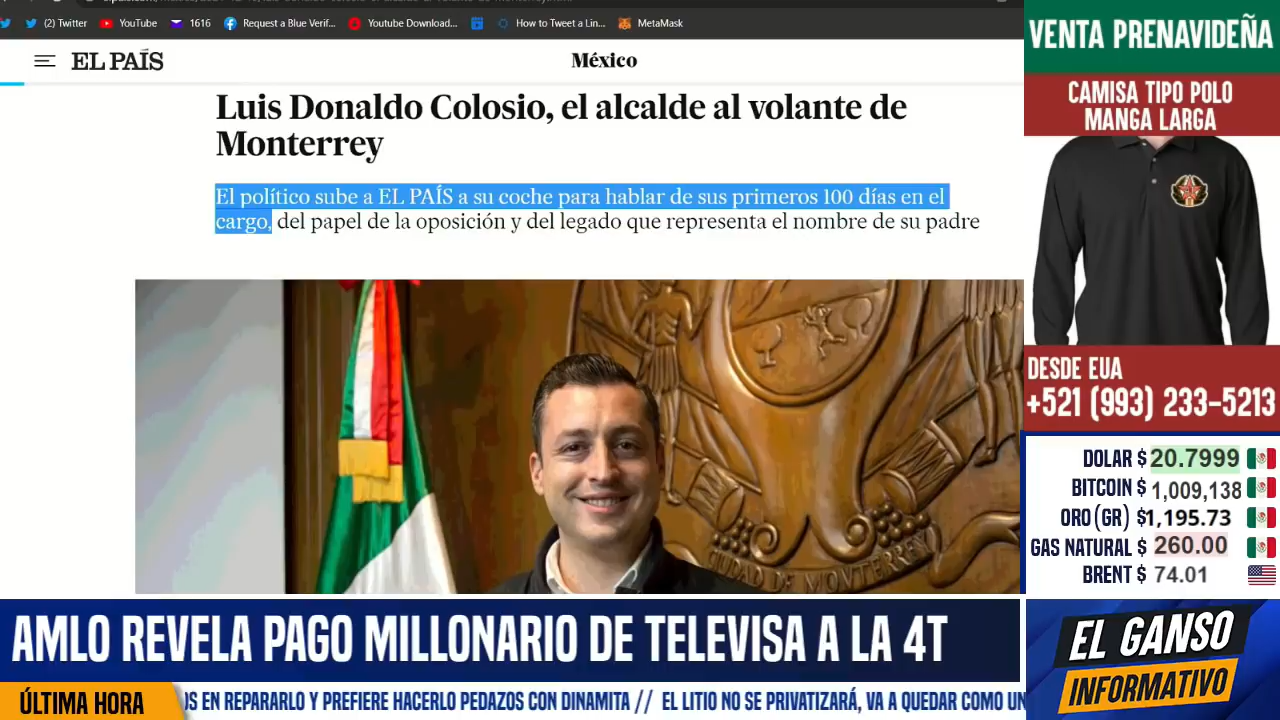 (2) Twitter
YouTube
1616
Request a Blue Verif...
Youtube Download...
How to Tweet a Lin...
MetaMask
EL PAÍS
México
Luis Donaldo Colosio, el alcalde al volante de
Monterrey
El político sube a EL PAÍS a su coche para hablar de sus primeros 100 días en el
cargo, del papel de la oposición y del legado que representa el nombre de su padre
CIUDAD DE MONTERREY
VENTA PRENAVIDEÑA
CAMISA TIPO POLO
MANGA LARGA
DESDE EUA
+521 (993) 233-5213
DOLAR $ 20.7999
BITCOIN $ 1,009,138
ORO(GR) $1,195.73
GAS NATURAL $ 260.00
BRENT $ 74.01
AMLO REVELA PAGO MILLONARIO DE TELEVISA A LA 4T
EL GANSO
INFORMATIVO
ÚLTIMA HORA
OS EN REPARARLO Y PREFIERE HACERLO PEDAZOS CON DINAMITA // EL LITIO NO SE PRIVATIZARÁ, VA A QUEDAR COMO UN